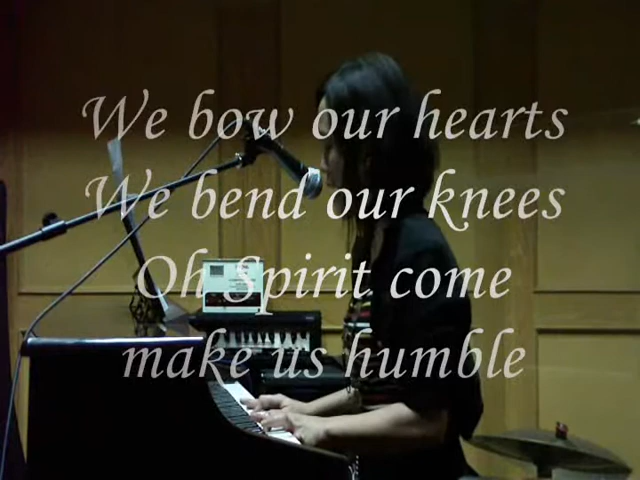 We bow our hearts
We bend our knees
Oh Spirit come
make us humble